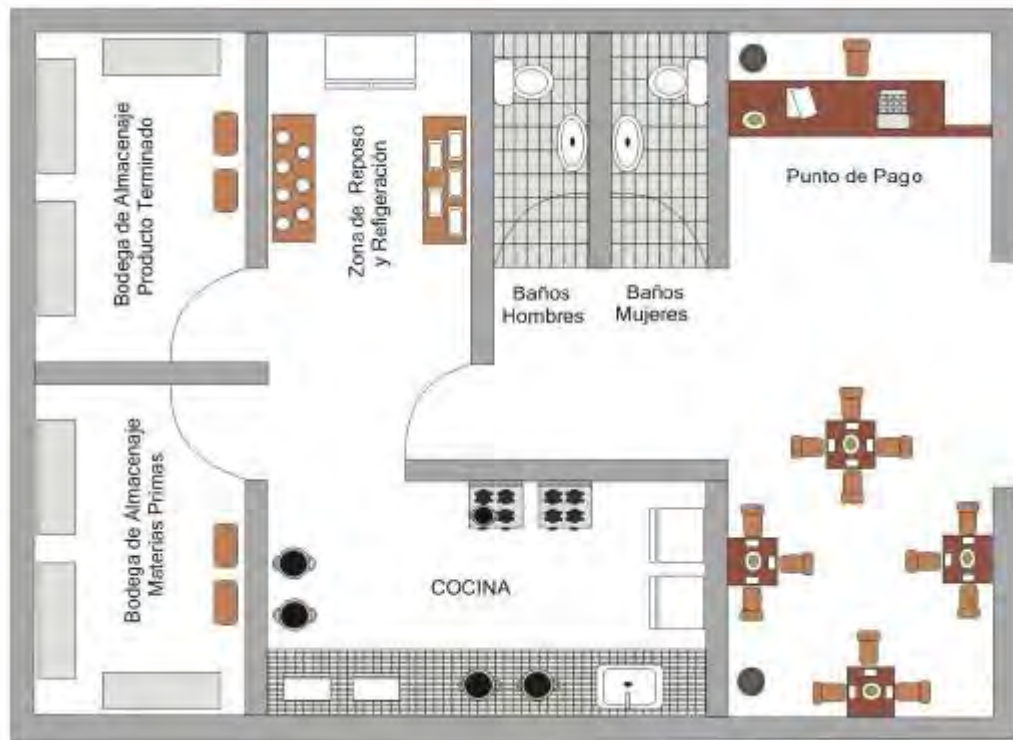 Bodega de Almacenaje
Producto Terminado
Zona de Reposo
y Refigeración
Baños
Hombres
Baños
Mujeres
Punto de Pago
Bodega de Almacenaje
Materias Primas
COCINA